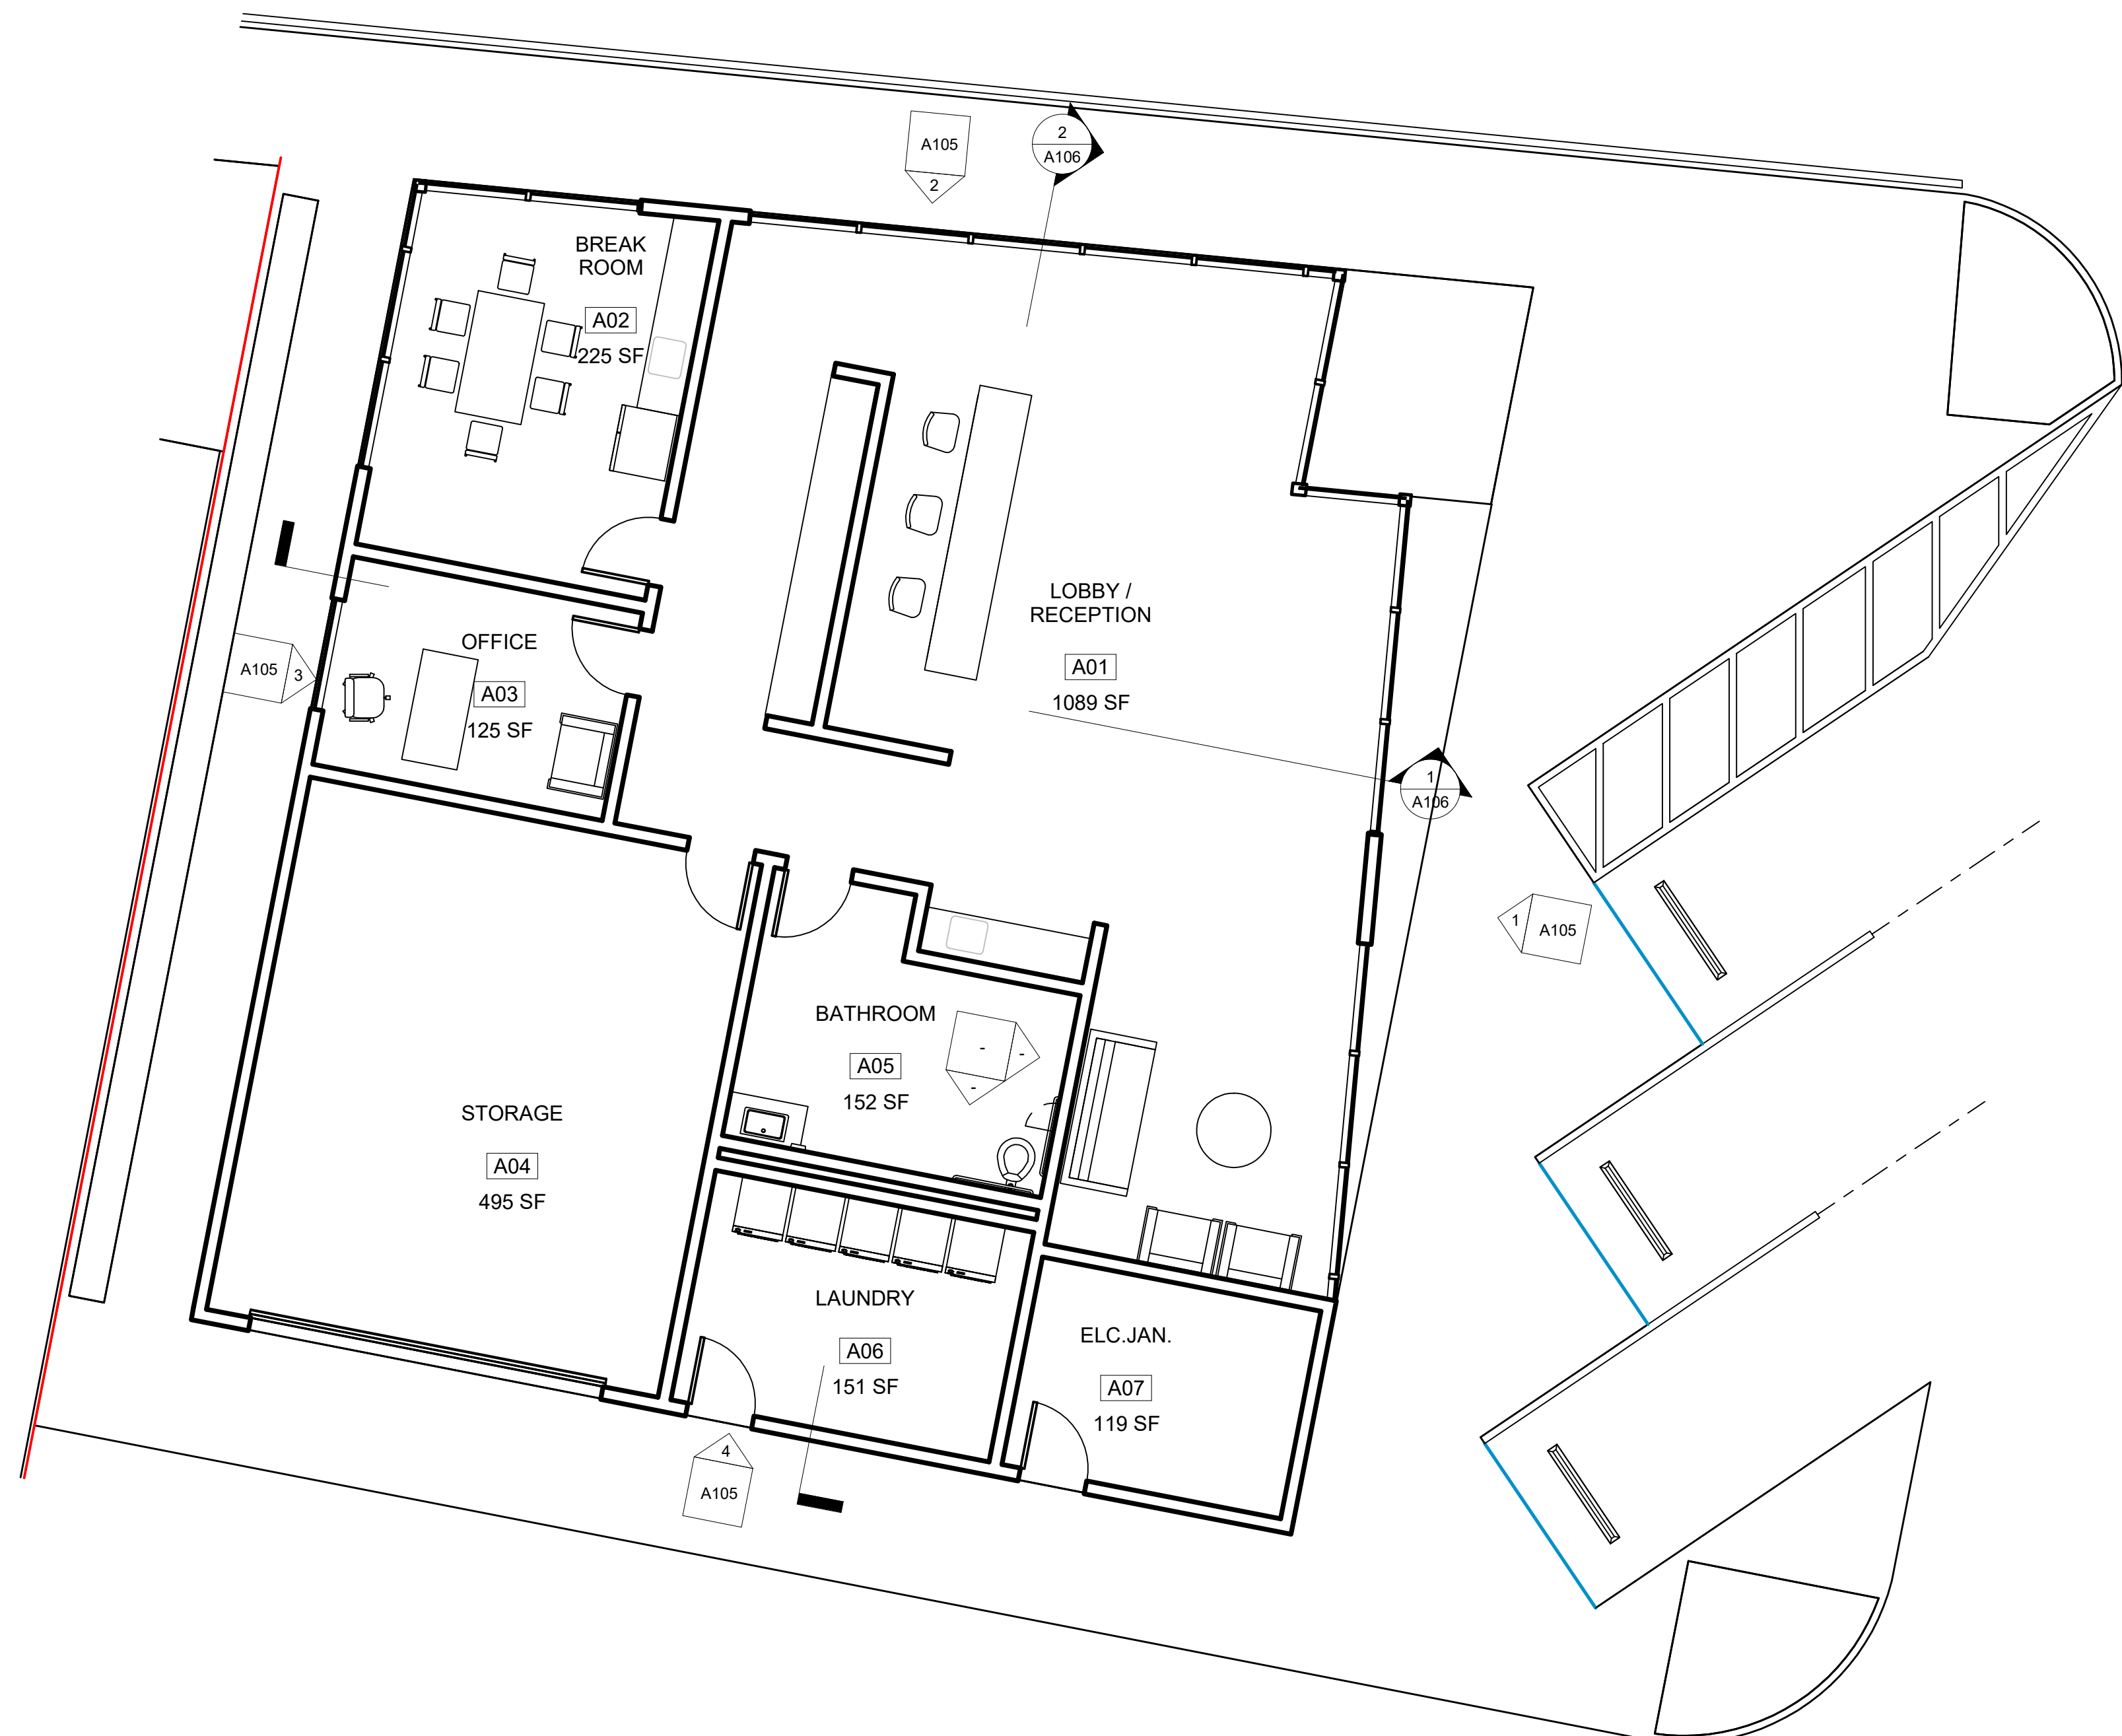 A105
2
2
A106
BREAK
ROOM
A02
225 SF
LOBBY /
RECEPTION
A01
1089 SF
OFFICE
A03
125 SF
A105
3
1
A106
1
A105
BATHROOM
A05
152 SF
-
-
-
STORAGE
A04
495 SF
LAUNDRY
A06
151 SF
ELC.JAN.
A07
119 SF
4
A105